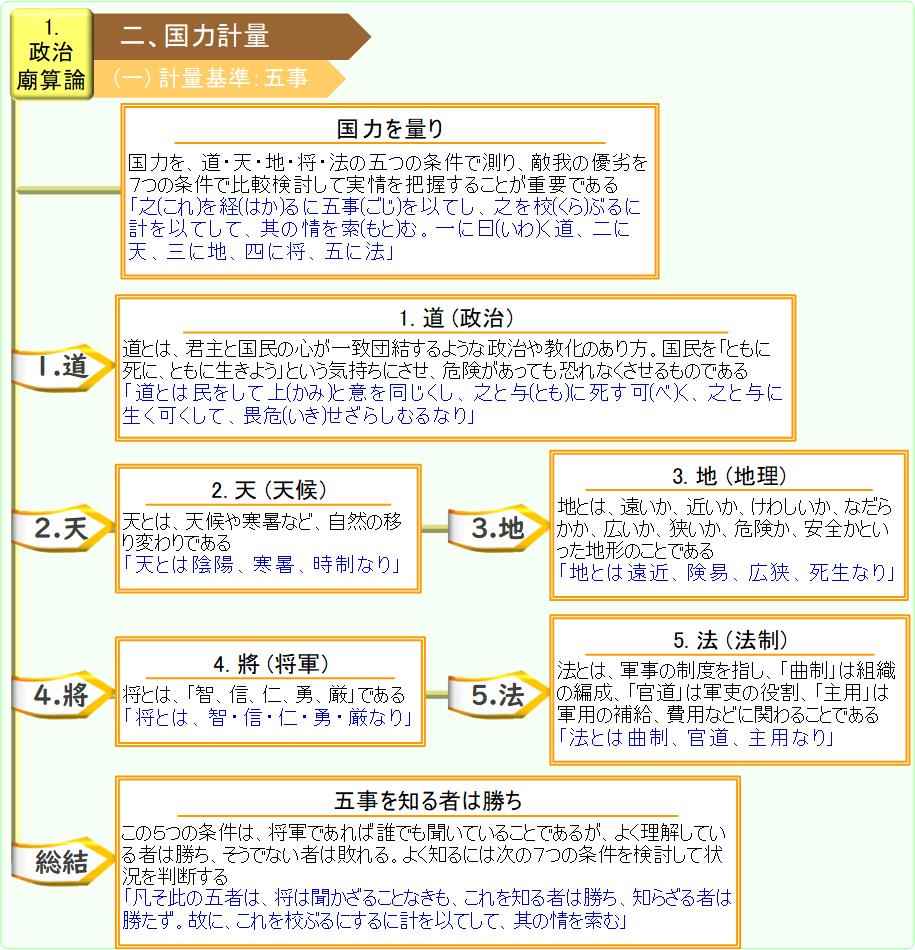 1.
政治
廟算論
二、国力計量
(一) 計量基準：五事
国力を量り
国力を、道・天・地・将・法の五つの条件で測り、敵我の優劣を
7つの条件で比較検討して実情を把握することが重要である
「之(これ)を経(はか)るに五事(ごじ)を以てし、之を校(くら)ぶるに
計を以てして、其の情を索(もと)む。一に曰(いわ)く道、二に
天、三に地、四に将、五に法」
1.道
1. 道 (政治)
道とは、君主と国民の心が一致団結するような政治や教化のあり方。国民を「ともに
死に、ともに生きよう」という気持ちにさせ、危険があっても恐れなくさせるものである
「道とは民をして上(かみ)と意を同じくし、之と与(とも)に死す可(べ)く、之と与に
生く可くして、畏危(いき)せざらしむるなり」
2.天
2. 天 (天候)
天とは、天候や寒暑など、自然の移
り変わりである
「天とは陰陽、寒暑、時制なり」
3.地
3. 地 (地理)
地とは、遠いか、近いか、けわしいか、なだら
かか、広いか、狭いか、危険か、安全かとい
った地形のことである
「地とは遠近、険易、広狭、死生なり」
4.將
4. 將 (将軍)
将とは、「智、信、仁、勇、厳」である
「将とは、智・信・仁・勇・厳なり」
5.法
5. 法 (法制)
法とは、軍事の制度を指し、「曲制」は組織
の編成、「官道」は軍吏の役割、「主用」は
軍用の補給、費用などに関わることである
「法とは曲制、官道、主用なり」
総結
五事を知る者は勝ち
この5つの条件は、将軍であれば誰でも聞いていることであるが、よく理解してい
る者は勝ち、そうでない者は敗れる。よく知るには次の7つの条件を検討して状
況を判断する
「凡そ此の五者は、将は聞かざることなきも、これを知る者は勝ち、知らざる者は
勝たず。故に、これを校ぶるにするに計を以てして、其の情を索む」